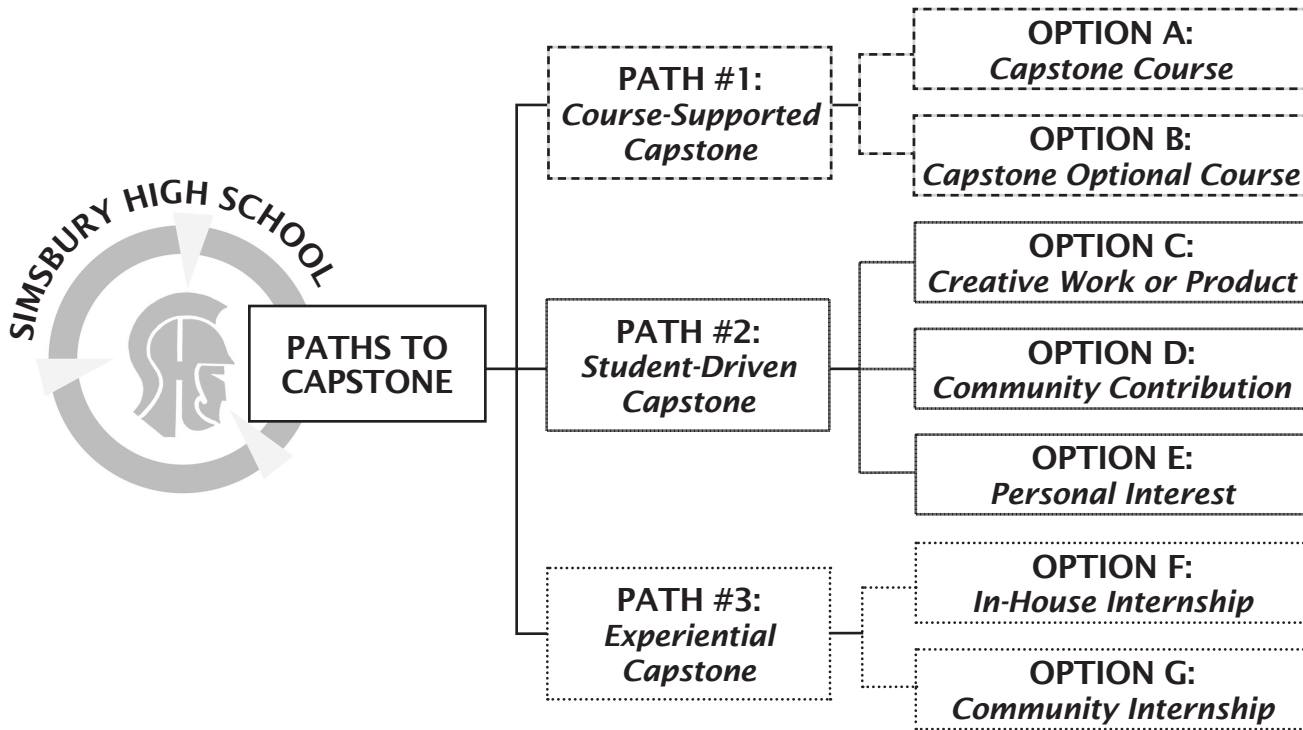 SIMSBURY HIGH SCHOOL
PATHS TO
CAPSTONE
PATH #1:
Course-Supported
Capstone
OPTION A:
Capstone Course
OPTION B:
Capstone Optional Course
PATH #2:
Student-Driven
Capstone
OPTION C:
Creative Work or Product
OPTION D:
Community Contribution
OPTION E:
Personal Interest
PATH #3:
Experiential
Capstone
OPTION F:
In-House Internship
OPTION G:
Community Internship